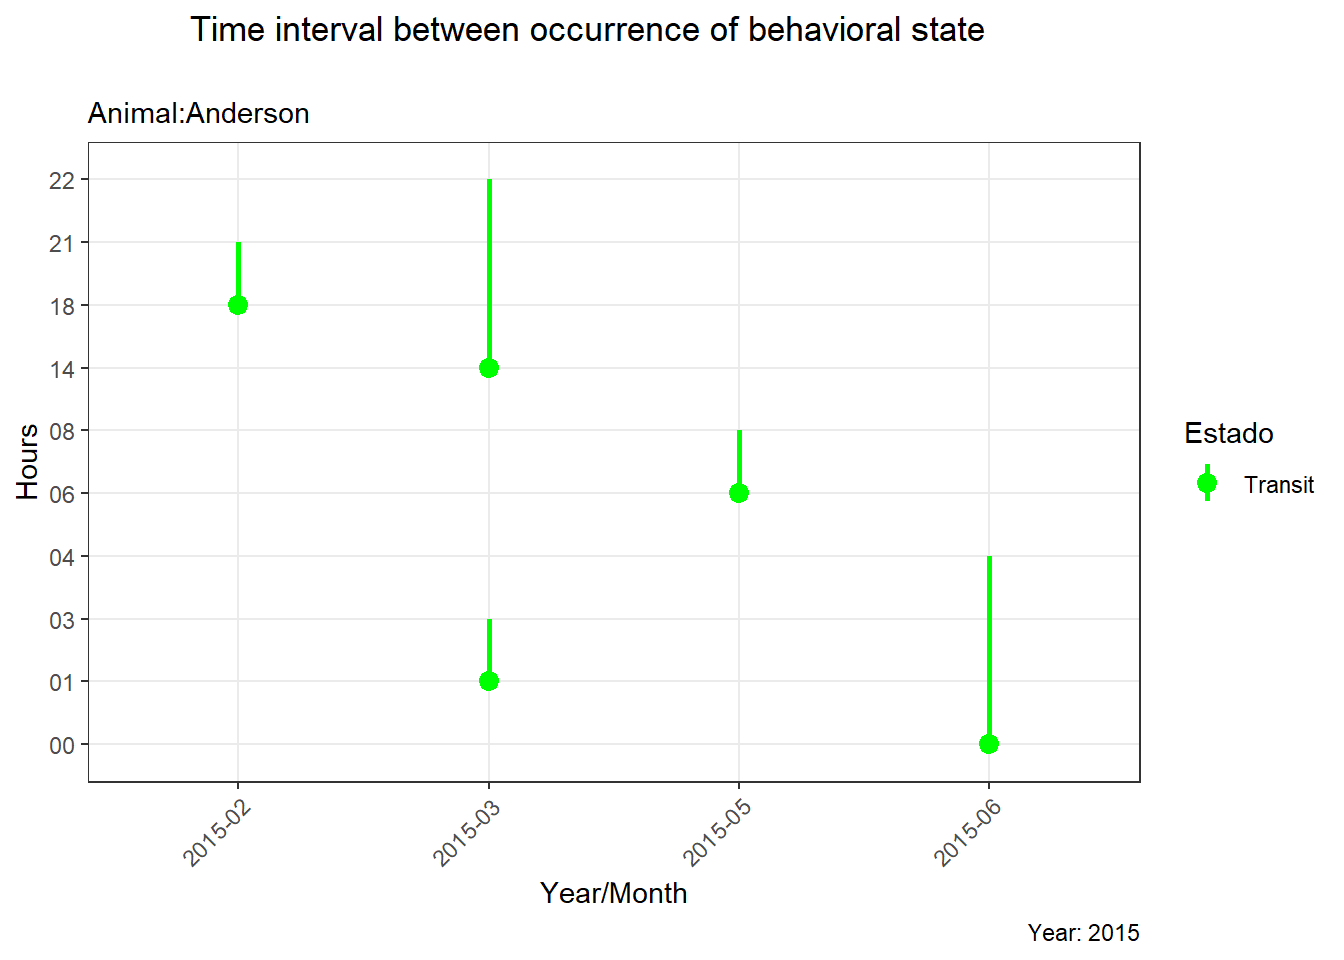 Time interval between occurrence of behavioral state
Animal:Anderson
22
21
18
14
08
06
04
03
01
00
Hours
2015-02
2015-03
2015-05
2015-06
Year/Month
Estado
Transit
Year: 2015